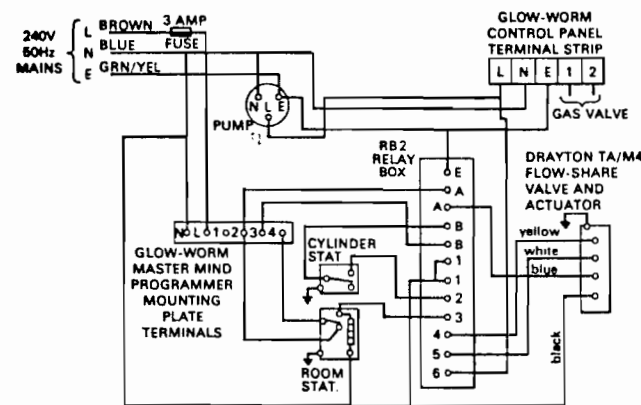 240V
50Hz
MAINS
L BROWN
N BLUE
E GRN/YEL
3 AMP
FUSE
GLOW-WORM
CONTROL PANEL
TERMINAL STRIP
L N E 1 2
GAS VALVE
N L E
PUMP
RB2
RELAY
BOX
E
A
A
B
B
1
1
2
3
4
5
6
DRAYTON TA/M4
FLOW-SHARE
VALVE AND
ACTUATOR
yellow
white
blue
black
N L 1 2 3 4
GLOW-WORM
MASTER MIND
PROGRAMMER
MOUNTING
PLATE
TERMINALS
CYLINDER
STAT
ROOM
STAT.